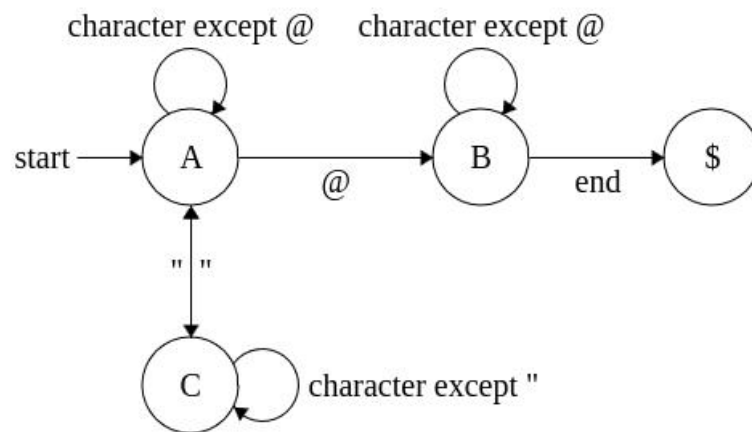 character except @
character except @
start
A
@
B
end
$
" "
C
character except "